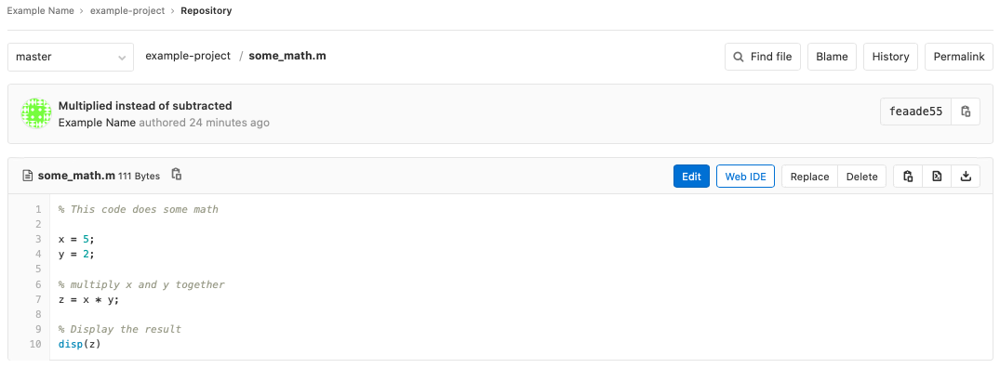 Example Name › example-project › Repository
master example-project / some_math.m Find file Blame History Permalink
Multiplied instead of subtracted
Example Name authored 24 minutes ago
feaade55
some_math.m 111 Bytes Edit Web IDE Replace Delete
1 % This code does some math
2
3 x = 5;
4 y = 2;
5
6 % multiply x and y together
7 z = x * y;
8
9 % Display the result
10 disp(z)